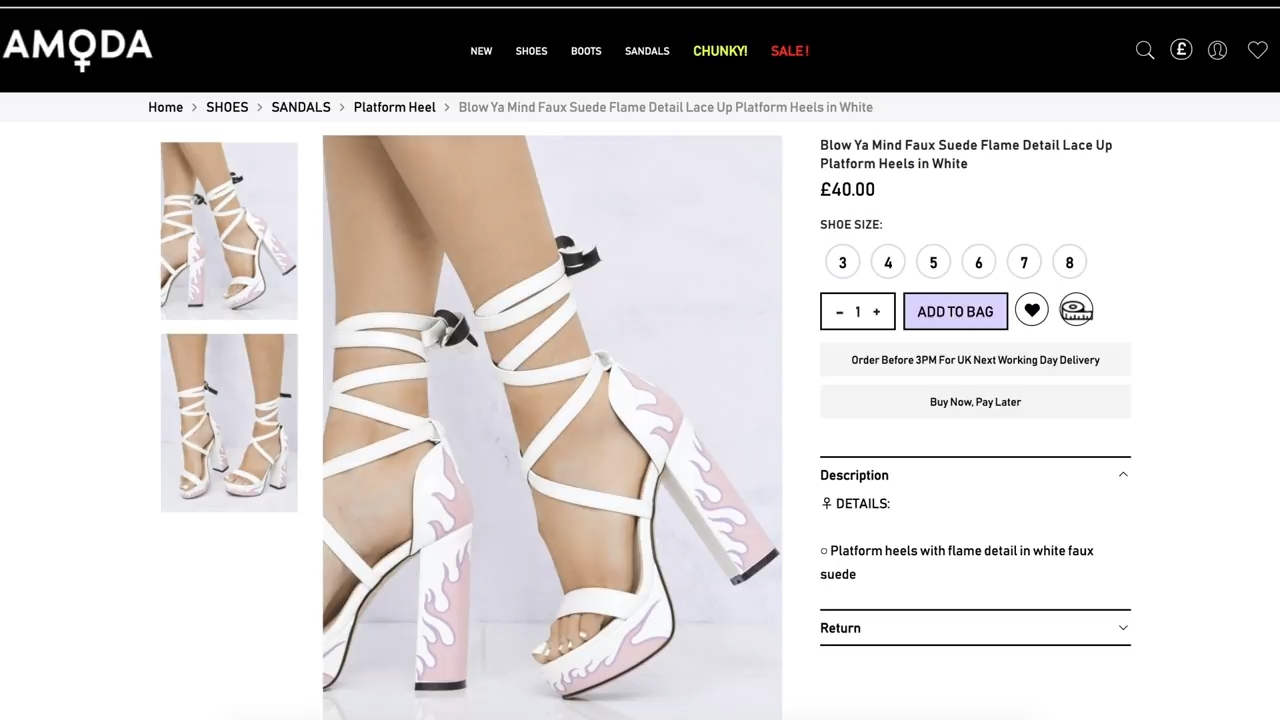 AMODA
NEW SHOES BOOTS SANDALS CHUNKY! SALE!
£
Home > SHOES > SANDALS > Platform Heel > Blow Ya Mind Faux Suede Flame Detail Lace Up Platform Heels in White
Blow Ya Mind Faux Suede Flame Detail Lace Up
Platform Heels in White
£40.00
SHOE SIZE:
3 4 5 6 7 8
- 1 + ADD TO BAG
Order Before 3PM For UK Next Working Day Delivery
Buy Now, Pay Later
Description
♀ DETAILS:
○ Platform heels with flame detail in white faux
suede
Return